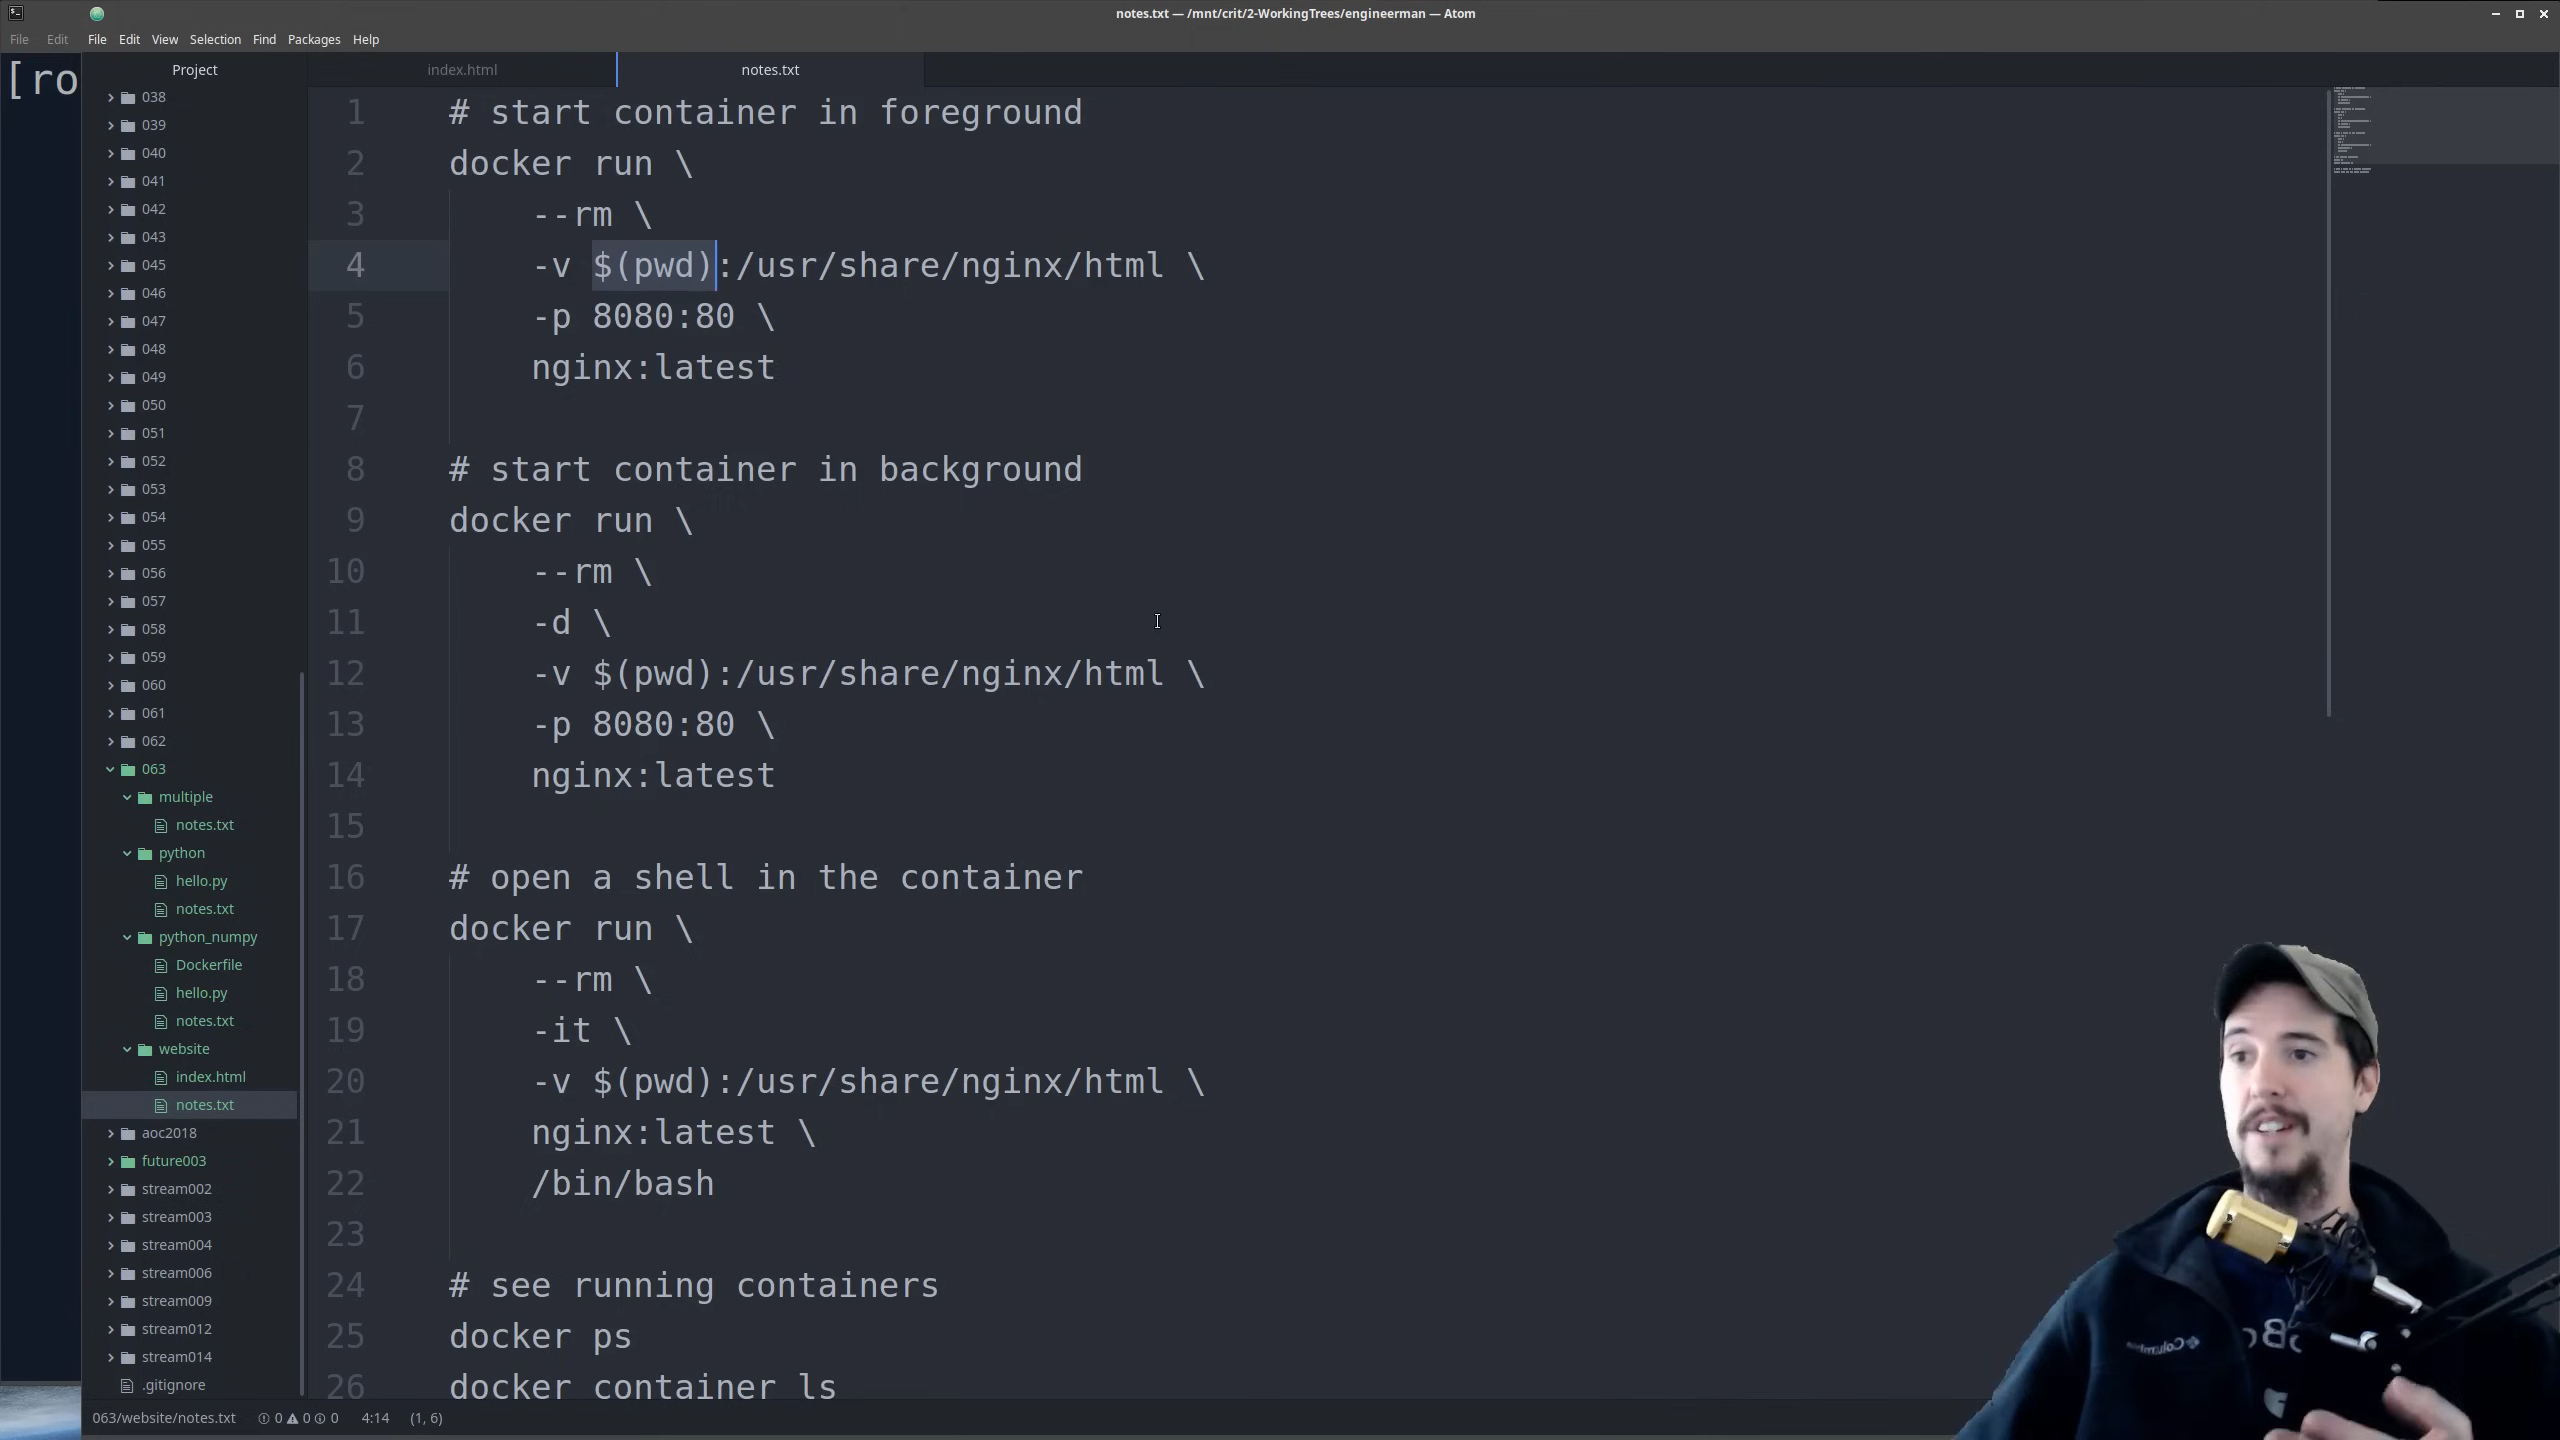 notes.txt — /mnt/crit/2-WorkingTrees/engineerman — Atom
File Edit File Edit View Selection Find Packages Help
[ro
Project
038
039
040
041
042
043
045
046
047
048
049
050
051
052
053
054
055
056
057
058
059
060
061
062
063
multiple
notes.txt
python
hello.py
notes.txt
python_numpy
Dockerfile
hello.py
notes.txt
website
index.html
notes.txt
aoc2018
future003
stream002
stream003
stream004
stream006
stream009
stream012
stream014
.gitignore
index.html notes.txt
1 # start container in foreground
2 docker run \
3 --rm \
4 -v $(pwd):/usr/share/nginx/html \
5 -p 8080:80 \
6 nginx:latest
7
8 # start container in background
9 docker run \
10 --rm \
11 -d \
12 -v $(pwd):/usr/share/nginx/html \
13 -p 8080:80 \
14 nginx:latest
15
16 # open a shell in the container
17 docker run \
18 --rm \
19 -it \
20 -v $(pwd):/usr/share/nginx/html \
21 nginx:latest \
22 /bin/bash
23
24 # see running containers
25 docker ps
26 docker container ls
063/website/notes.txt 0 0 0 4:14 (1, 6)
Columbia